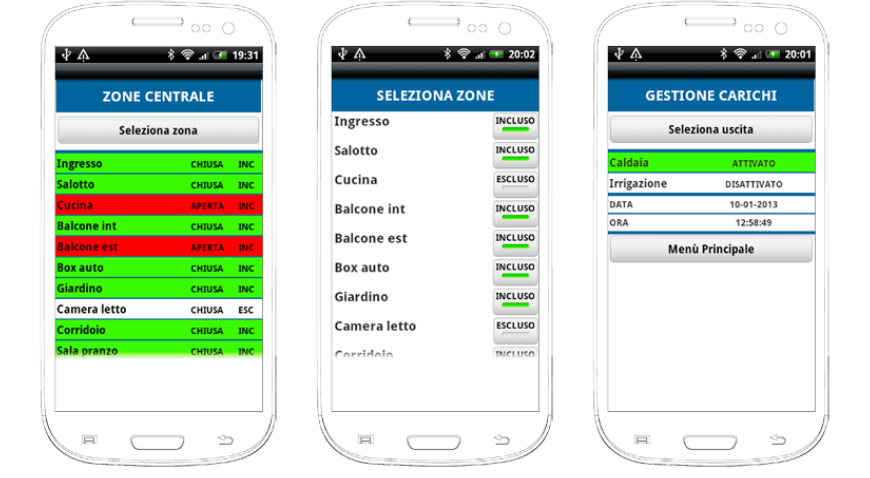 19:31
ZONE CENTRALE
Seleziona zona
Ingresso CHIUSA INC
Salotto CHIUSA INC
Cucina APERTA INC
Balcone int CHIUSA INC
Balcone est APERTA INC
Box auto CHIUSA INC
Giardino CHIUSA INC
Camera letto CHIUSA ESC
Corridoio CHIUSA INC
Sala pranzo CHIUSA INC
20:02
SELEZIONA ZONE
Ingresso INCLUSO
Salotto INCLUSO
Cucina ESCLUSO
Balcone int INCLUSO
Balcone est INCLUSO
Box auto INCLUSO
Giardino INCLUSO
Camera letto ESCLUSO
Corridoio INCLUSO
20:01
GESTIONE CARICHI
Seleziona uscita
Caldaia ATTIVATO
Irrigazione DISATTIVATO
DATA 10-01-2013
ORA 12:58:49
Menù Principale